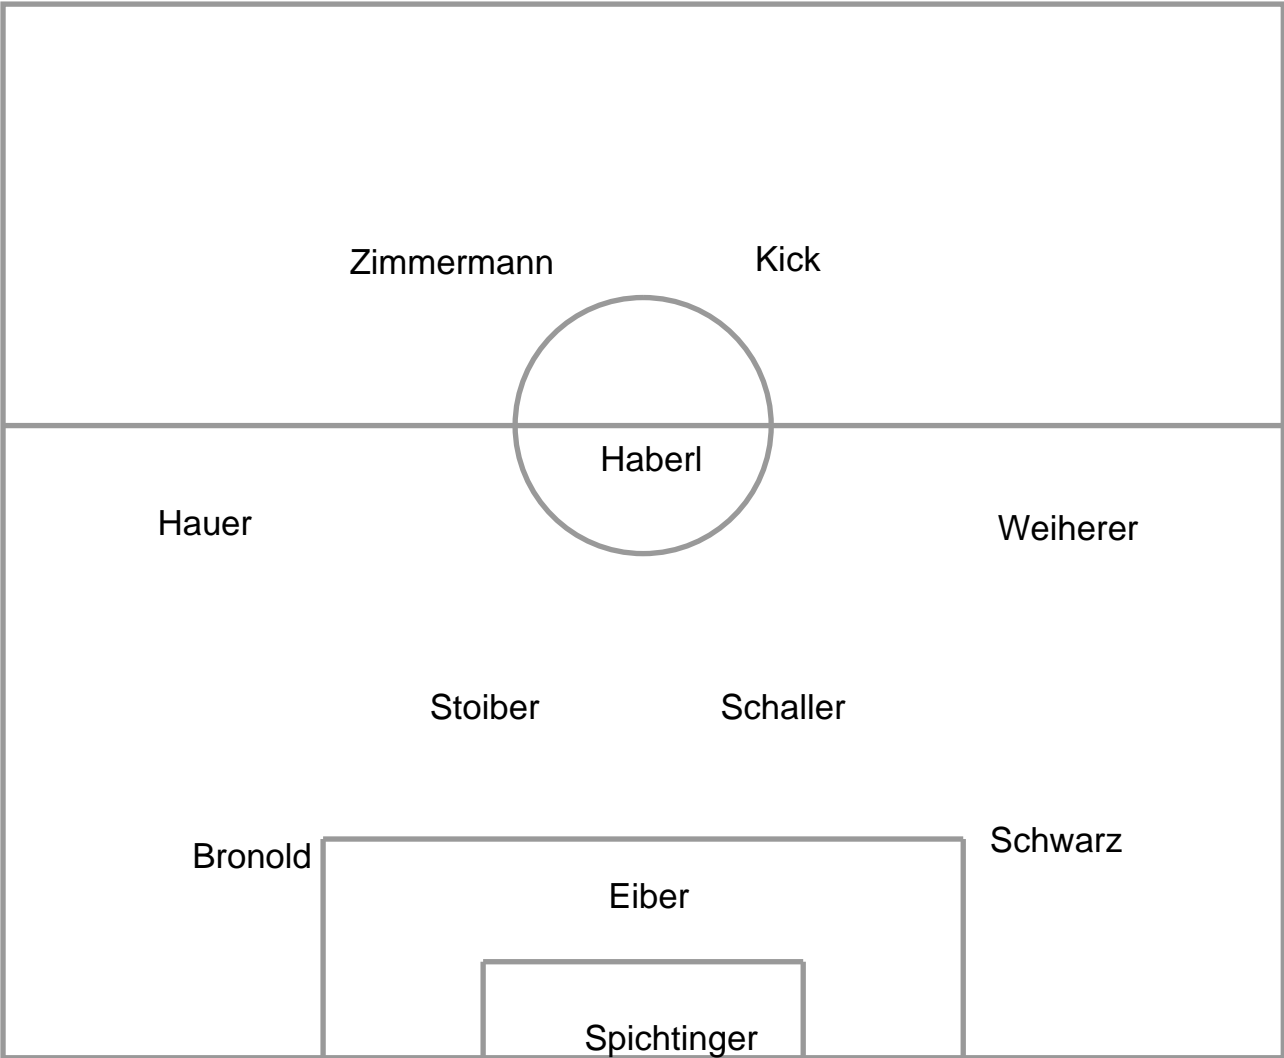 Zimmermann
Kick
Haberl
Hauer
Weiherer
Stoiber
Schaller
Bronold
Schwarz
Eiber
Spichtinger